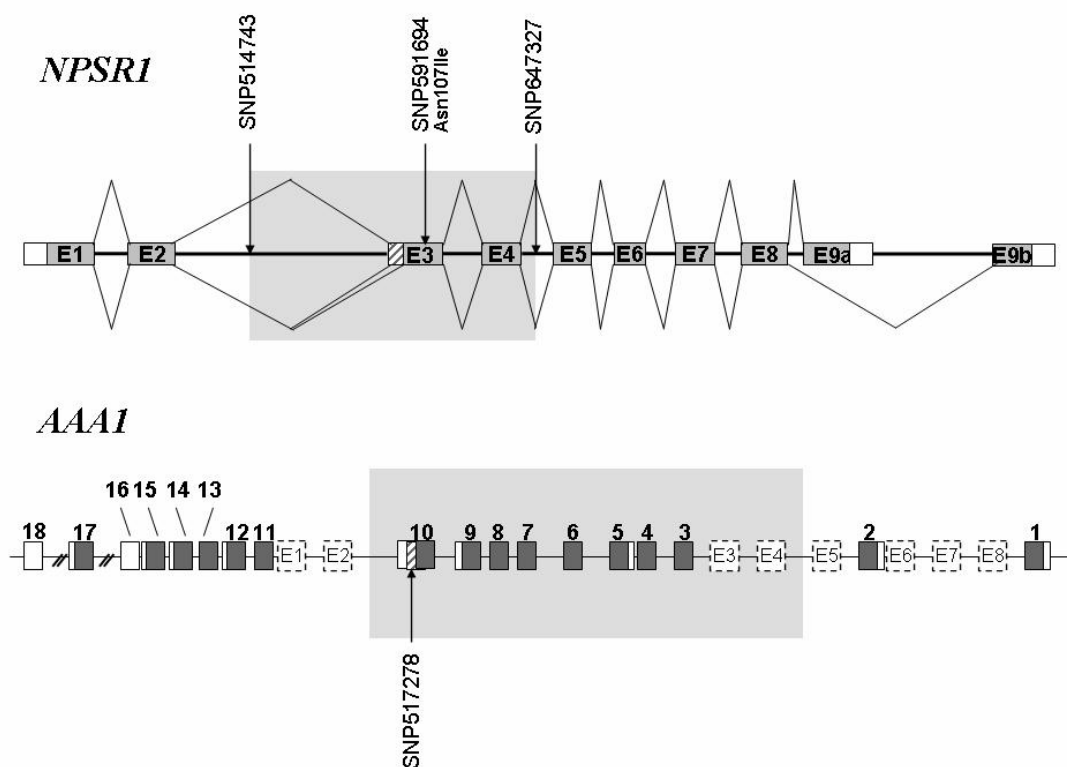 NPSR1
SNP514743
SNP591694
Asn107Ile
SNP647327
E1 E2 E3 E4 E5 E6 E7 E8 E9a E9b
AAA1
16 15 14 13
18 17 12 11 10 9 8 7 6 5 4 3 2 1
E1 E2 E3 E4 E5 E6 E7 E8
SNP517278